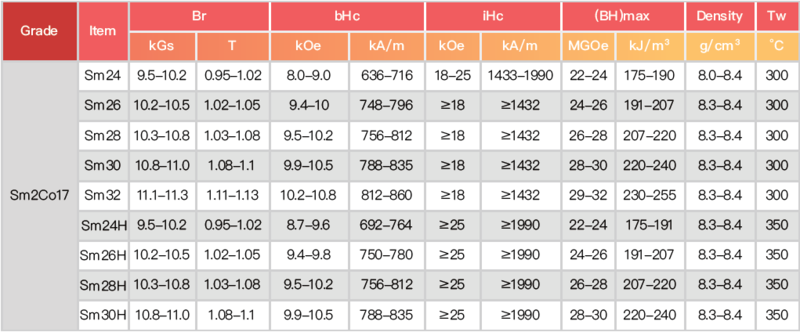 Grade Item Br bHc iHc (BH)max Density Tw
kGs T kOe kA/m kOe kA/m MGOe kJ/m³ g/cm³ °C
Sm2Co17
Sm24 9.5–10.2 0.95–1.02 8.0–9.0 636–716 18–25 1433–1990 22–24 175–190 8.0–8.4 300
Sm26 10.2–10.5 1.02–1.05 9.4–10 748–796 ≥18 ≥1432 24–26 191–207 8.3–8.4 300
Sm28 10.3–10.8 1.03–1.08 9.5–10.2 756–812 ≥18 ≥1432 26–28 207–220 8.3–8.4 300
Sm30 10.8–11.0 1.08–1.1 9.9–10.5 788–835 ≥18 ≥1432 28–30 220–240 8.3–8.4 300
Sm32 11.1–11.3 1.11–1.13 10.2–10.8 812–860 ≥18 ≥1432 29–32 230–255 8.3–8.4 300
Sm24H 9.5–10.2 0.95–1.02 8.7–9.6 692–764 ≥25 ≥1990 22–24 175–191 8.3–8.4 350
Sm26H 10.2–10.5 1.02–1.05 9.4–9.8 750–780 ≥25 ≥1990 24–26 191–207 8.3–8.4 350
Sm28H 10.3–10.8 1.03–1.08 9.5–10.2 756–812 ≥25 ≥1990 26–28 207–220 8.3–8.4 350
Sm30H 10.8–11.0 1.08–1.1 9.9–10.5 788–835 ≥25 ≥1990 28–30 220–240 8.3–8.4 350